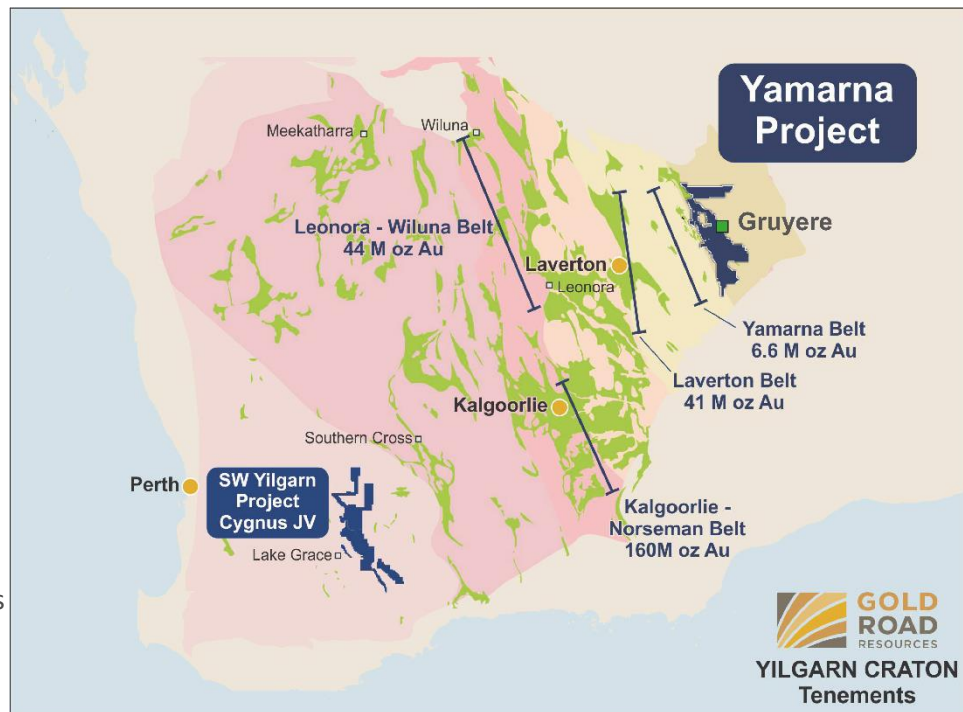 Yamarna
Project
Meekatharra
Wiluna
Leonora - Wiluna Belt
44 M oz Au
Gruyere
Laverton
Leonora
Yamarna Belt
6.6 M oz Au
Laverton Belt
41 M oz Au
Kalgoorlie
Southern Cross
Perth
SW Yilgarn
Project
Cygnus JV
Kalgoorlie -
Norseman Belt
160M oz Au
Lake Grace
s
GOLD
ROAD
RESOURCES
YILGARN CRATON
Tenements